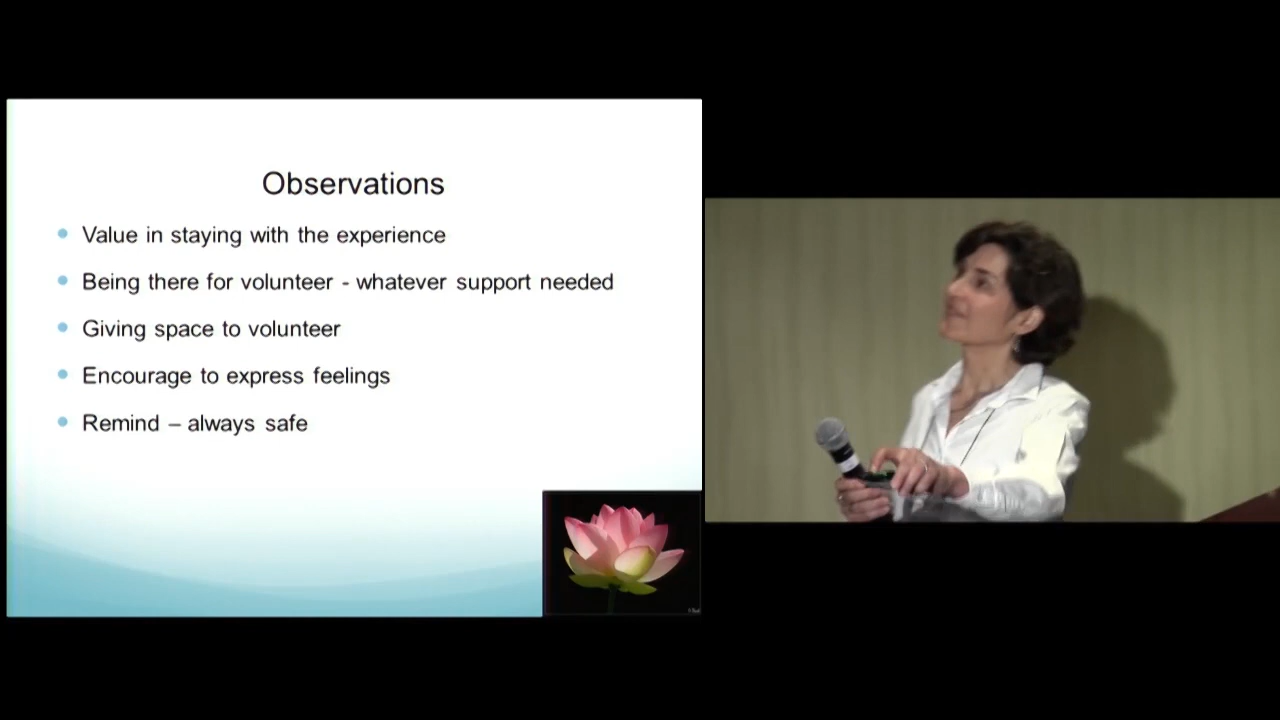 Observations
Value in staying with the experience
Being there for volunteer - whatever support needed
Giving space to volunteer
Encourage to express feelings
Remind – always safe